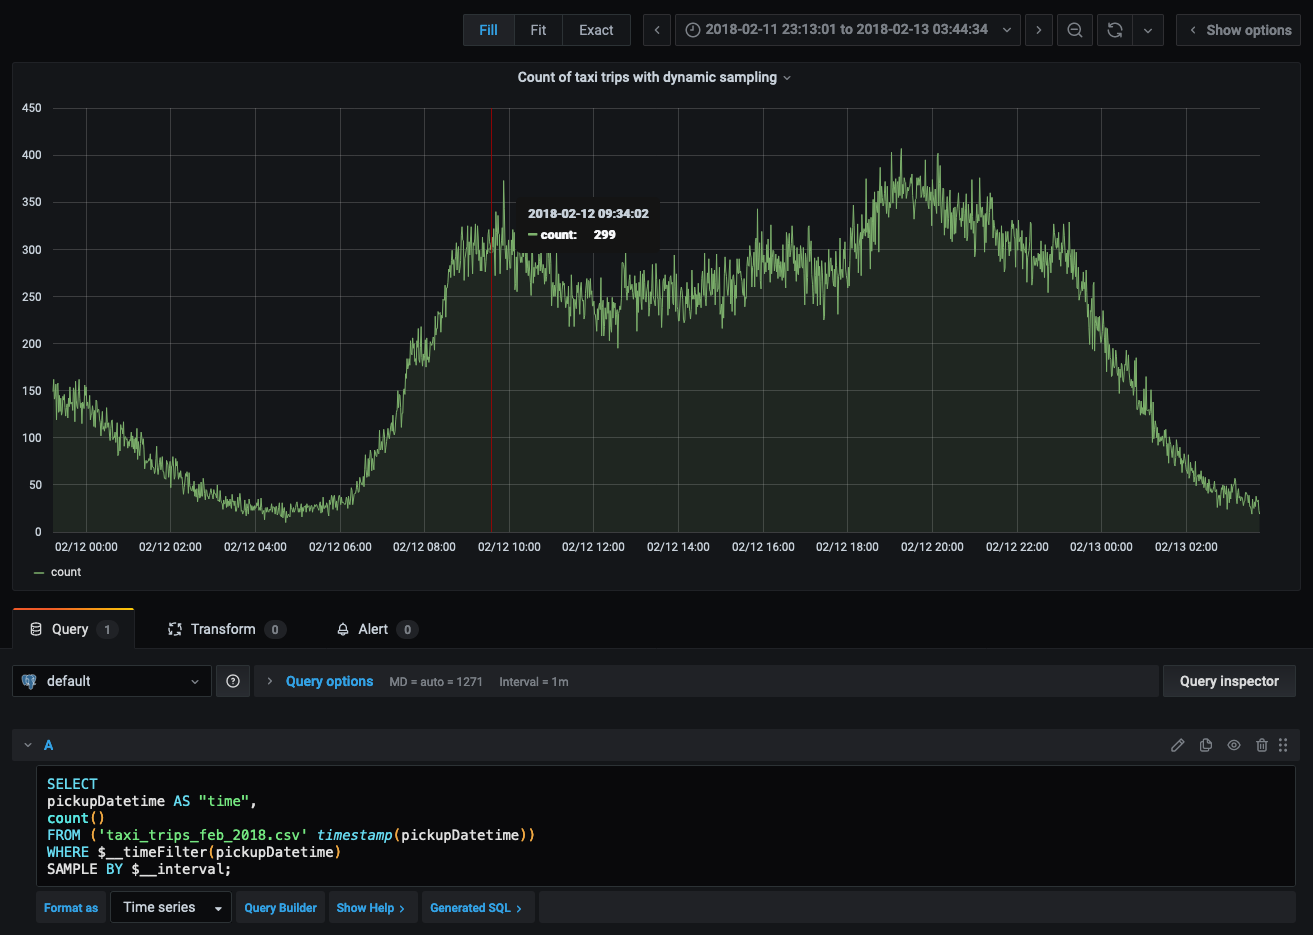 Fill Fit Exact 2018-02-11 23:13:01 to 2018-02-13 03:44:34 Show options
Count of taxi trips with dynamic sampling
450
400
350
300
250
200
150
100
50
0
2018-02-12 09:34:02
count: 299
02/12 00:00 02/12 02:00 02/12 04:00 02/12 06:00 02/12 08:00 02/12 10:00 02/12 12:00 02/12 14:00 02/12 16:00 02/12 18:00 02/12 20:00 02/12 22:00 02/13 00:00 02/13 02:00
count
Query 1 Transform 0 Alert 0
default Query options MD = auto = 1271 Interval = 1m Query inspector
A
SELECT
pickupDatetime AS "time",
count()
FROM ('taxi_trips_feb_2018.csv' timestamp(pickupDatetime))
WHERE $__timeFilter(pickupDatetime)
SAMPLE BY $__interval;
Format as Time series Query Builder Show Help Generated SQL